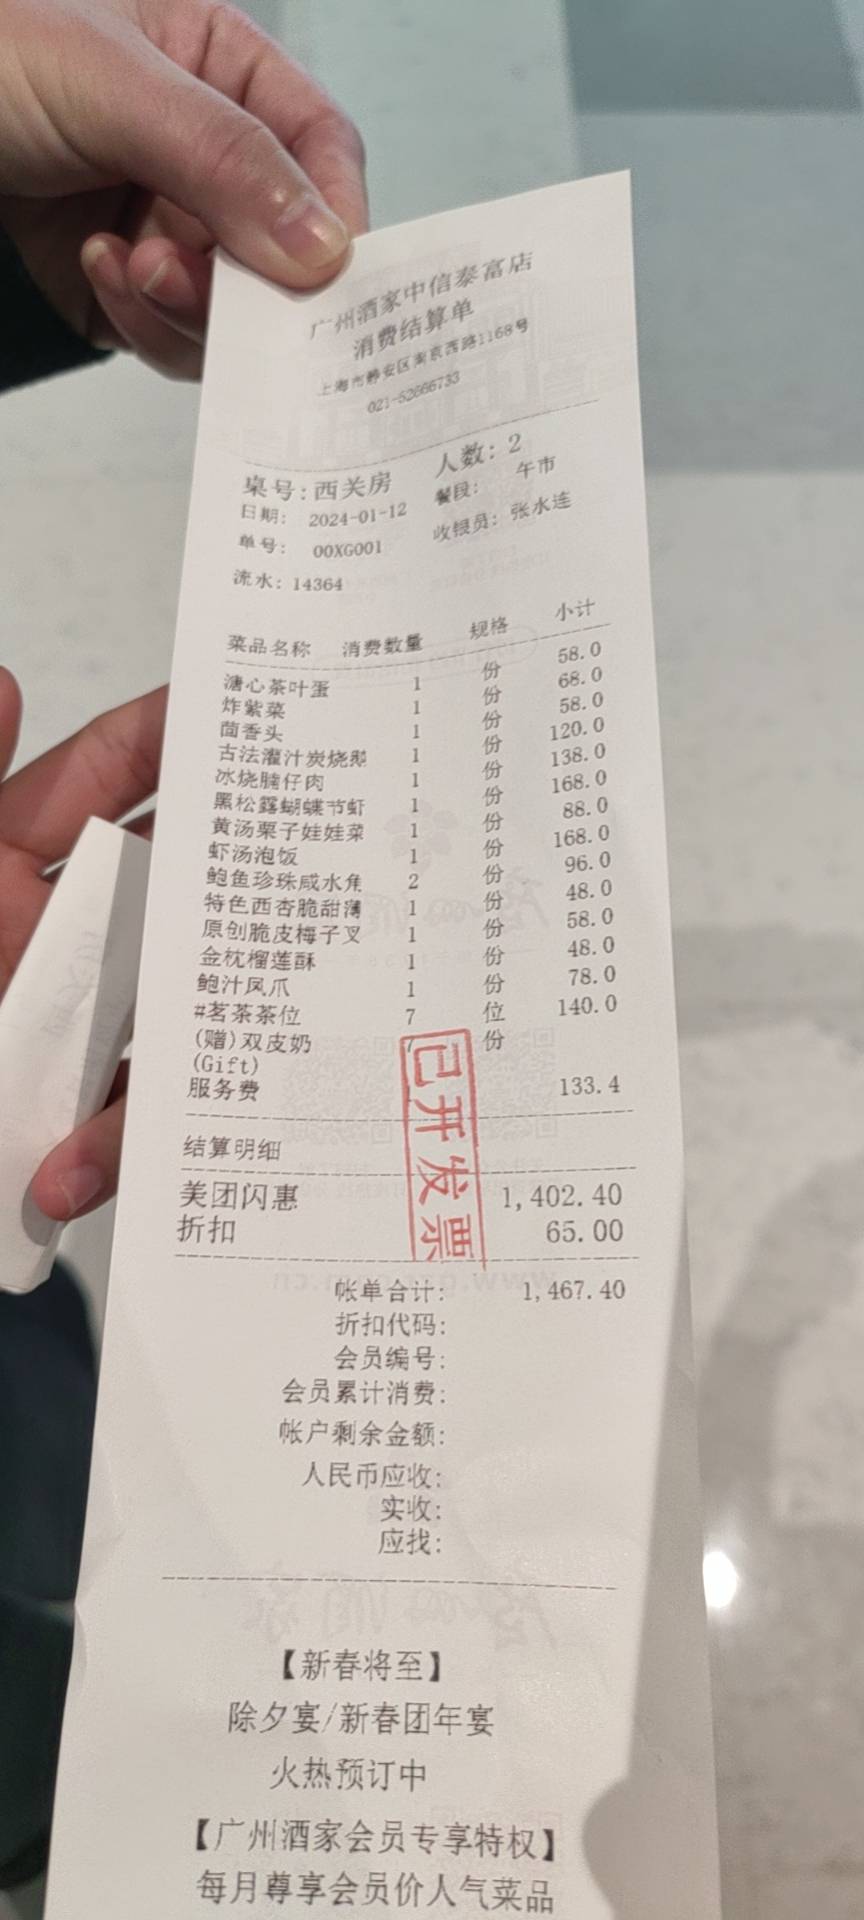 广州酒家中信泰富店
消费结算单
上海市静安区南京西路1168号
021-52666733
桌号:西关房 人数: 2
日期: 2024-01-12 餐段: 午市
单号: 00XG001 收银员: 张水连
流水: 14364
菜品名称 消费数量 规格 小计
溏心茶叶蛋 1 份 58.0
炸紫菜 1 份 68.0
茴香头 1 份 58.0
古法灌汁炭烧鹅 1 份 120.0
冰烧腩仔肉 1 份 138.0
黑松露蝴蝶节虾 1 份 168.0
黄汤栗子娃娃菜 1 份 88.0
虾汤泡饭 1 份 168.0
鲍鱼珍珠咸水角 2 份 96.0
特色西杏脆甜薄 1 份 48.0
原创脆皮梅子叉 1 份 58.0
金枕榴莲酥 1 份 48.0
鲍汁凤爪 1 份 78.0
#茗茶茶位 7 位 140.0
(赠)双皮奶 7 份
(Gift)
服务费 133.4
已开发票
结算明细
美团闪惠 1,402.40
折扣 65.00
帐单合计: 1,467.40
折扣代码:
会员编号:
会员累计消费:
帐户剩余金额:
人民币应收:
实收:
应找:
【新春将至】
除夕宴/新春团年宴
火热预订中
【广州酒家会员专享特权】
每月尊享会员价人气菜品